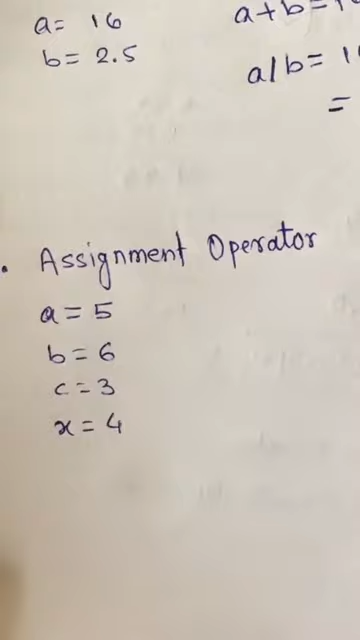 a = 16
b = 2.5
a+b=
a/b=
=
• Assignment Operator
a = 5
b = 6
c = 3
x = 4